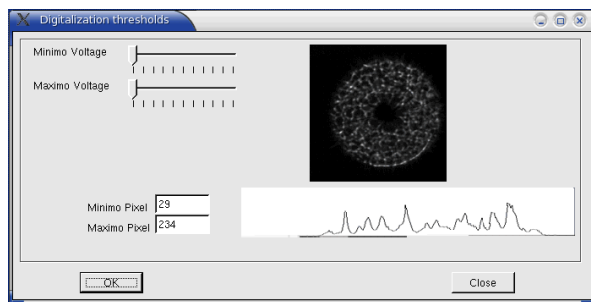 Digitalization thresholds
Minimo Voltage
Maximo Voltage
Minimo Pixel 29
Maximo Pixel 234
OK
Close